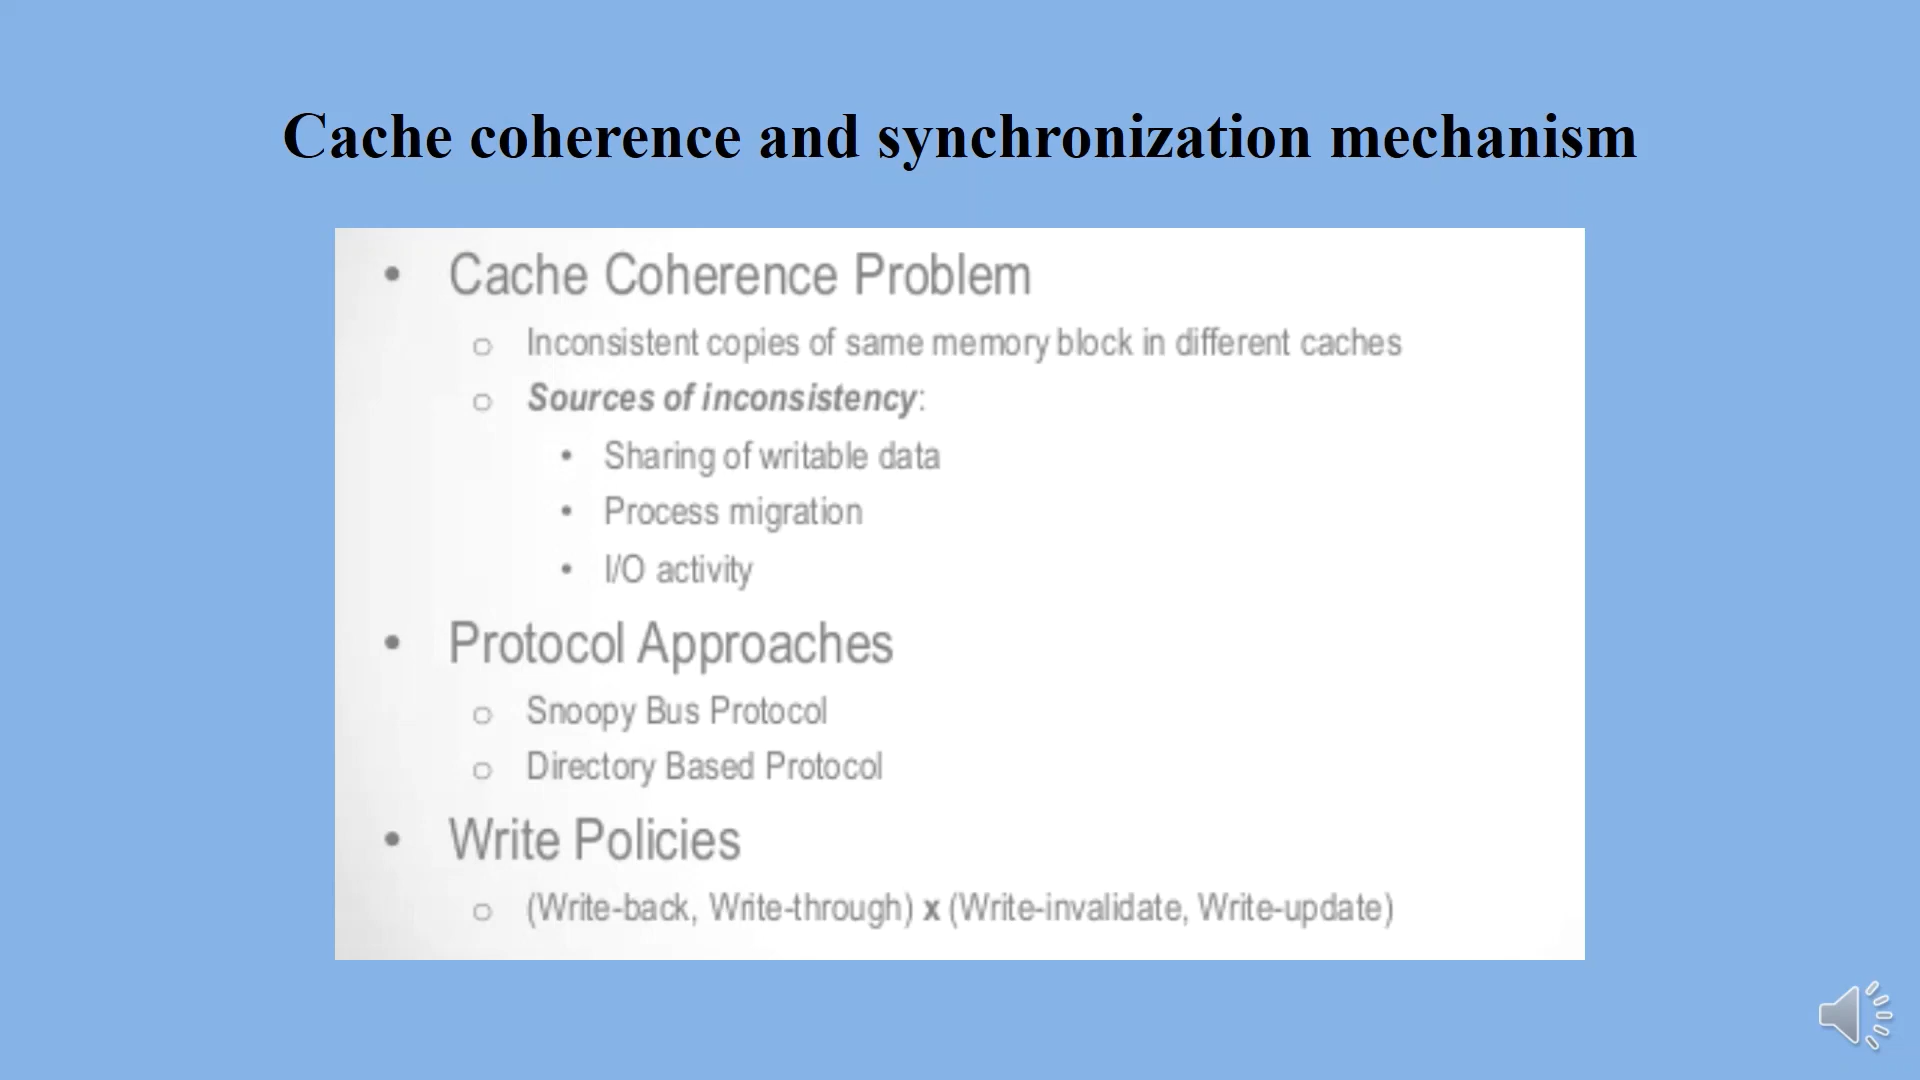 Cache coherence and synchronization mechanism
• Cache Coherence Problem
o Inconsistent copies of same memory block in different caches
o Sources of inconsistency:
• Sharing of writable data
• Process migration
• I/O activity
• Protocol Approaches
o Snoopy Bus Protocol
o Directory Based Protocol
• Write Policies
o (Write-back, Write-through) x (Write-invalidate, Write-update)